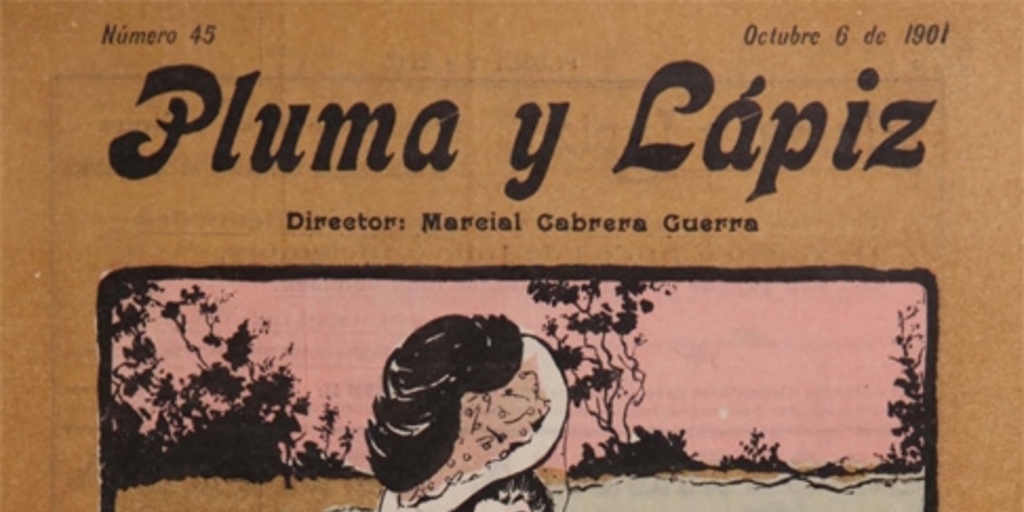 Número 45
Octubre 6 de 1901
Pluma y Lápiz
Director: Marcial Cabrera Guerra